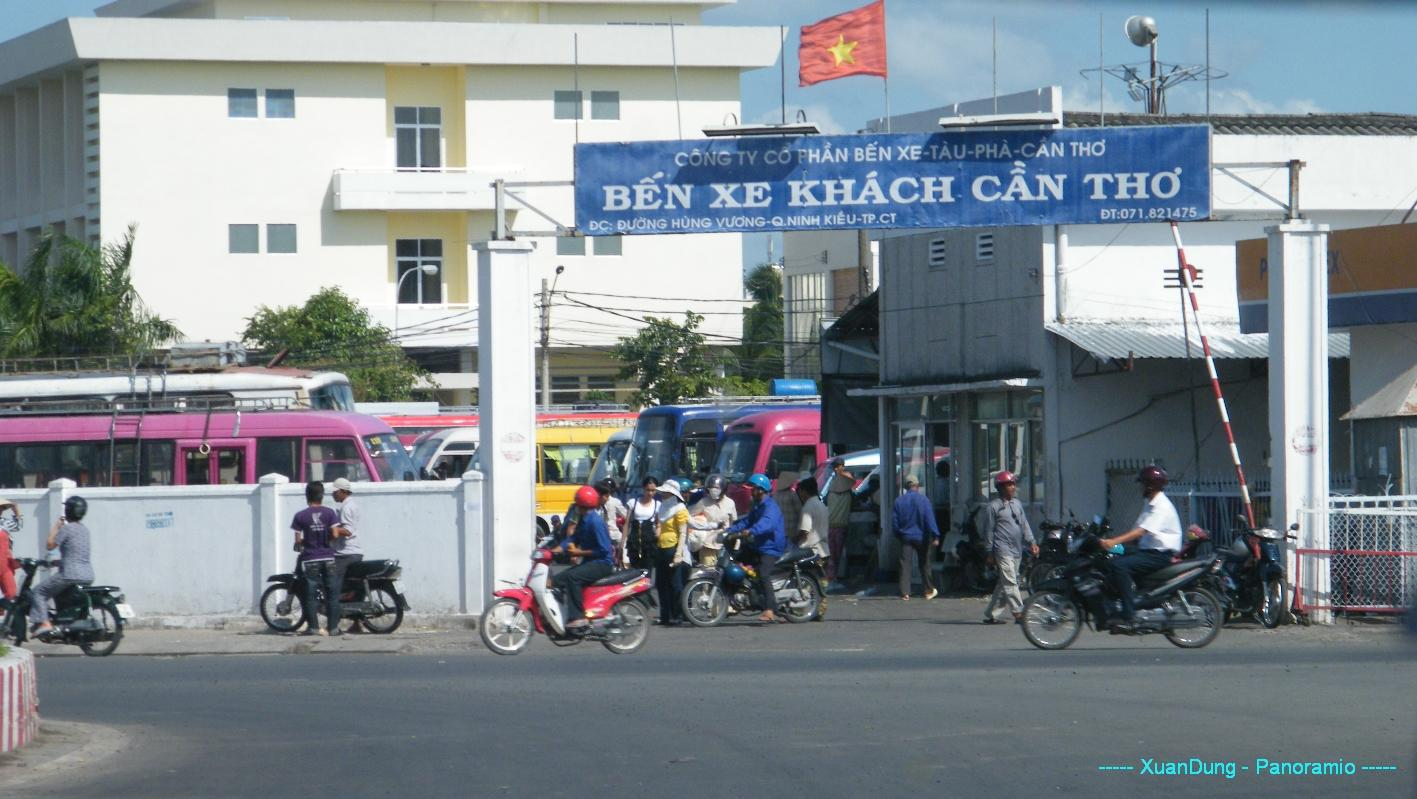 CÔNG TY CỔ PHẦN BẾN XE-TÀU-PHÀ-CẦN THƠ
BẾN XE KHÁCH CẦN THƠ
ĐC: ĐƯỜNG HÙNG VƯƠNG-Q.NINH KIỀU-TP.CT
ĐT:071.821475
----- XuanDung - Panoramio -----